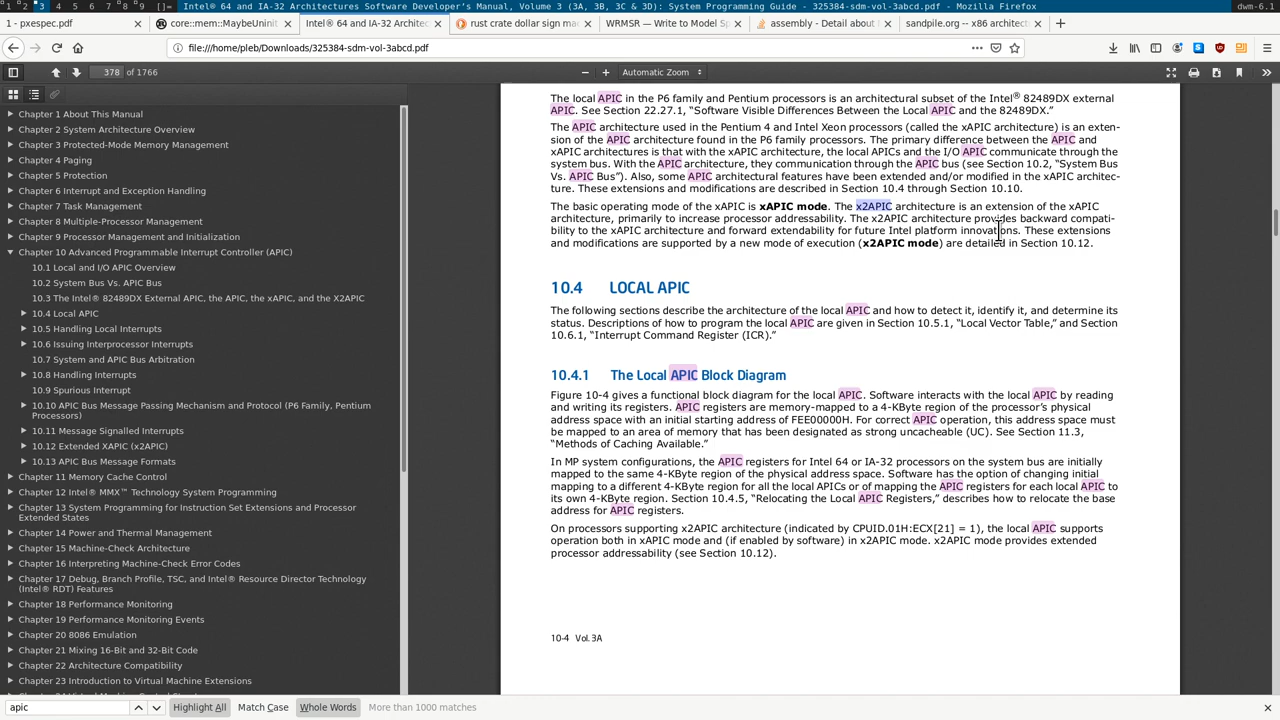 0 1 2 3 4 5 6 7 8 9 []= Intel® 64 and IA-32 Architectures Software Developer's Manual, Volume 3 (3A, 3B, 3C & 3D): System Programming Guide - 325384-sdm-vol-3abcd.pdf - Mozilla Firefox dwm-6.1
1 - pxespec.pdf
core::mem::MaybeUninit
Intel® 64 and IA-32 Architec
rust crate dollar sign ma
WRMSR — Write to Model Sp
assembly - Detail about M
sandpile.org -- x86 architect
file:///home/pleb/Downloads/325384-sdm-vol-3abcd.pdf
378 of 1766
Automatic Zoom
Chapter 1 About This Manual
Chapter 2 System Architecture Overview
Chapter 3 Protected-Mode Memory Management
Chapter 4 Paging
Chapter 5 Protection
Chapter 6 Interrupt and Exception Handling
Chapter 7 Task Management
Chapter 8 Multiple-Processor Management
Chapter 9 Processor Management and Initialization
Chapter 10 Advanced Programmable Interrupt Controller (APIC)
10.1 Local and I/O APIC Overview
10.2 System Bus Vs. APIC Bus
10.3 The Intel® 82489DX External APIC, the APIC, the xAPIC, and the X2APIC
10.4 Local APIC
10.5 Handling Local Interrupts
10.6 Issuing Interprocessor Interrupts
10.7 System and APIC Bus Arbitration
10.8 Handling Interrupts
10.9 Spurious Interrupt
10.10 APIC Bus Message Passing Mechanism and Protocol (P6 Family, Pentium
Processors)
10.11 Message Signalled Interrupts
10.12 Extended XAPIC (x2APIC)
10.13 APIC Bus Message Formats
Chapter 11 Memory Cache Control
Chapter 12 Intel® MMX™ Technology System Programming
Chapter 13 System Programming for Instruction Set Extensions and Processor
Extended States
Chapter 14 Power and Thermal Management
Chapter 15 Machine-Check Architecture
Chapter 16 Interpreting Machine-Check Error Codes
Chapter 17 Debug, Branch Profile, TSC, and Intel® Resource Director Technology
(Intel® RDT) Features
Chapter 18 Performance Monitoring
Chapter 19 Performance Monitoring Events
Chapter 20 8086 Emulation
Chapter 21 Mixing 16-Bit and 32-Bit Code
Chapter 22 Architecture Compatibility
Chapter 23 Introduction to Virtual Machine Extensions
The local APIC in the P6 family and Pentium processors is an architectural subset of the Intel® 82489DX external
APIC. See Section 22.27.1, “Software Visible Differences Between the Local APIC and the 82489DX.”
The APIC architecture used in the Pentium 4 and Intel Xeon processors (called the xAPIC architecture) is an exten-
sion of the APIC architecture found in the P6 family processors. The primary difference between the APIC and
xAPIC architectures is that with the xAPIC architecture, the local APICs and the I/O APIC communicate through the
system bus. With the APIC architecture, they communication through the APIC bus (see Section 10.2, “System Bus
Vs. APIC Bus”). Also, some APIC architectural features have been extended and/or modified in the xAPIC architec-
ture. These extensions and modifications are described in Section 10.4 through Section 10.10.
The basic operating mode of the xAPIC is xAPIC mode. The x2APIC architecture is an extension of the xAPIC
architecture, primarily to increase processor addressability. The x2APIC architecture provides backward compati-
bility to the xAPIC architecture and forward extendability for future Intel platform innovations. These extensions
and modifications are supported by a new mode of execution (x2APIC mode) are detailed in Section 10.12.
10.4 LOCAL APIC
The following sections describe the architecture of the local APIC and how to detect it, identify it, and determine its
status. Descriptions of how to program the local APIC are given in Section 10.5.1, “Local Vector Table,” and Section
10.6.1, “Interrupt Command Register (ICR).”
10.4.1 The Local APIC Block Diagram
Figure 10-4 gives a functional block diagram for the local APIC. Software interacts with the local APIC by reading
and writing its registers. APIC registers are memory-mapped to a 4-KByte region of the processor’s physical
address space with an initial starting address of FEE00000H. For correct APIC operation, this address space must
be mapped to an area of memory that has been designated as strong uncacheable (UC). See Section 11.3,
“Methods of Caching Available.”
In MP system configurations, the APIC registers for Intel 64 or IA-32 processors on the system bus are initially
mapped to the same 4-KByte region of the physical address space. Software has the option of changing initial
mapping to a different 4-KByte region for all the local APICs or of mapping the APIC registers for each local APIC to
its own 4-KByte region. Section 10.4.5, “Relocating the Local APIC Registers,” describes how to relocate the base
address for APIC registers.
On processors supporting x2APIC architecture (indicated by CPUID.01H:ECX[21] = 1), the local APIC supports
operation both in xAPIC mode and (if enabled by software) in x2APIC mode. x2APIC mode provides extended
processor addressability (see Section 10.12).
10-4 Vol. 3A
apic
Highlight All
Match Case
Whole Words
More than 1000 matches